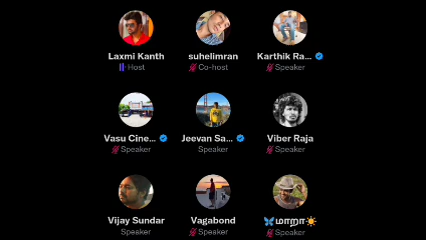 Laxmi Kanth suhelimran Karthik Ra...
Host Co-host Speaker
Vasu Cine... Jeevan Sa... Viber Raja
Speaker Speaker Speaker
Vijay Sundar Vagabond 🦋மாறா☀️
Speaker Speaker Speaker